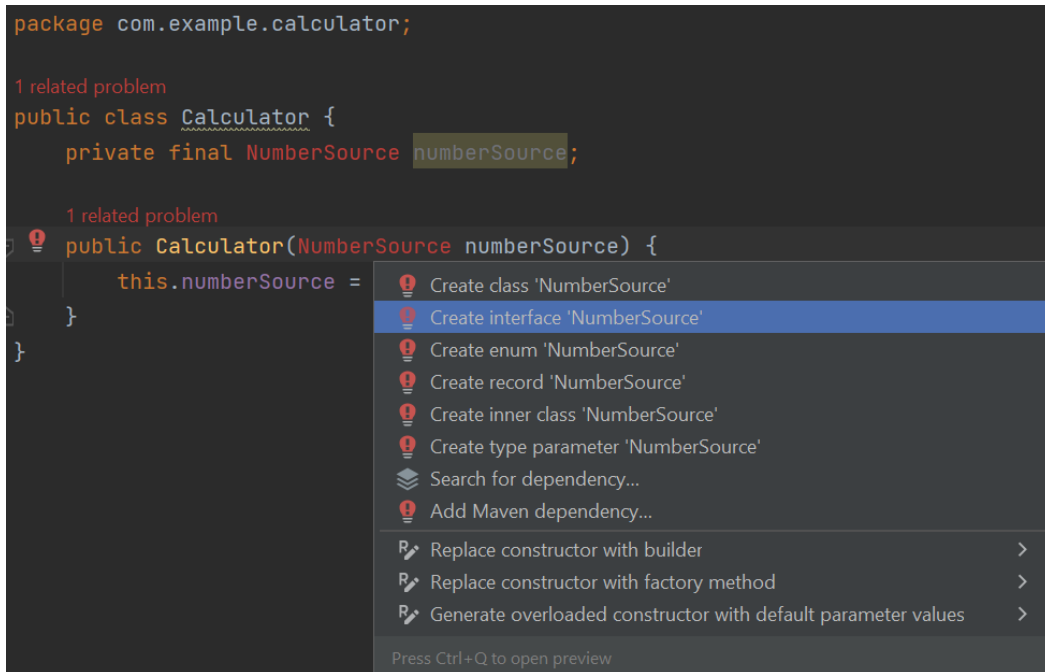 package com.example.calculator;
1 related problem
public class Calculator {
private final NumberSource numberSource;
1 related problem
public Calculator(NumberSource numberSource) {
this.numberSource =
}
}
Create class 'NumberSource'
Create interface 'NumberSource'
Create enum 'NumberSource'
Create record 'NumberSource'
Create inner class 'NumberSource'
Create type parameter 'NumberSource'
Search for dependency...
Add Maven dependency...
Replace constructor with builder
Replace constructor with factory method
Generate overloaded constructor with default parameter values
Press Ctrl+Q to open preview